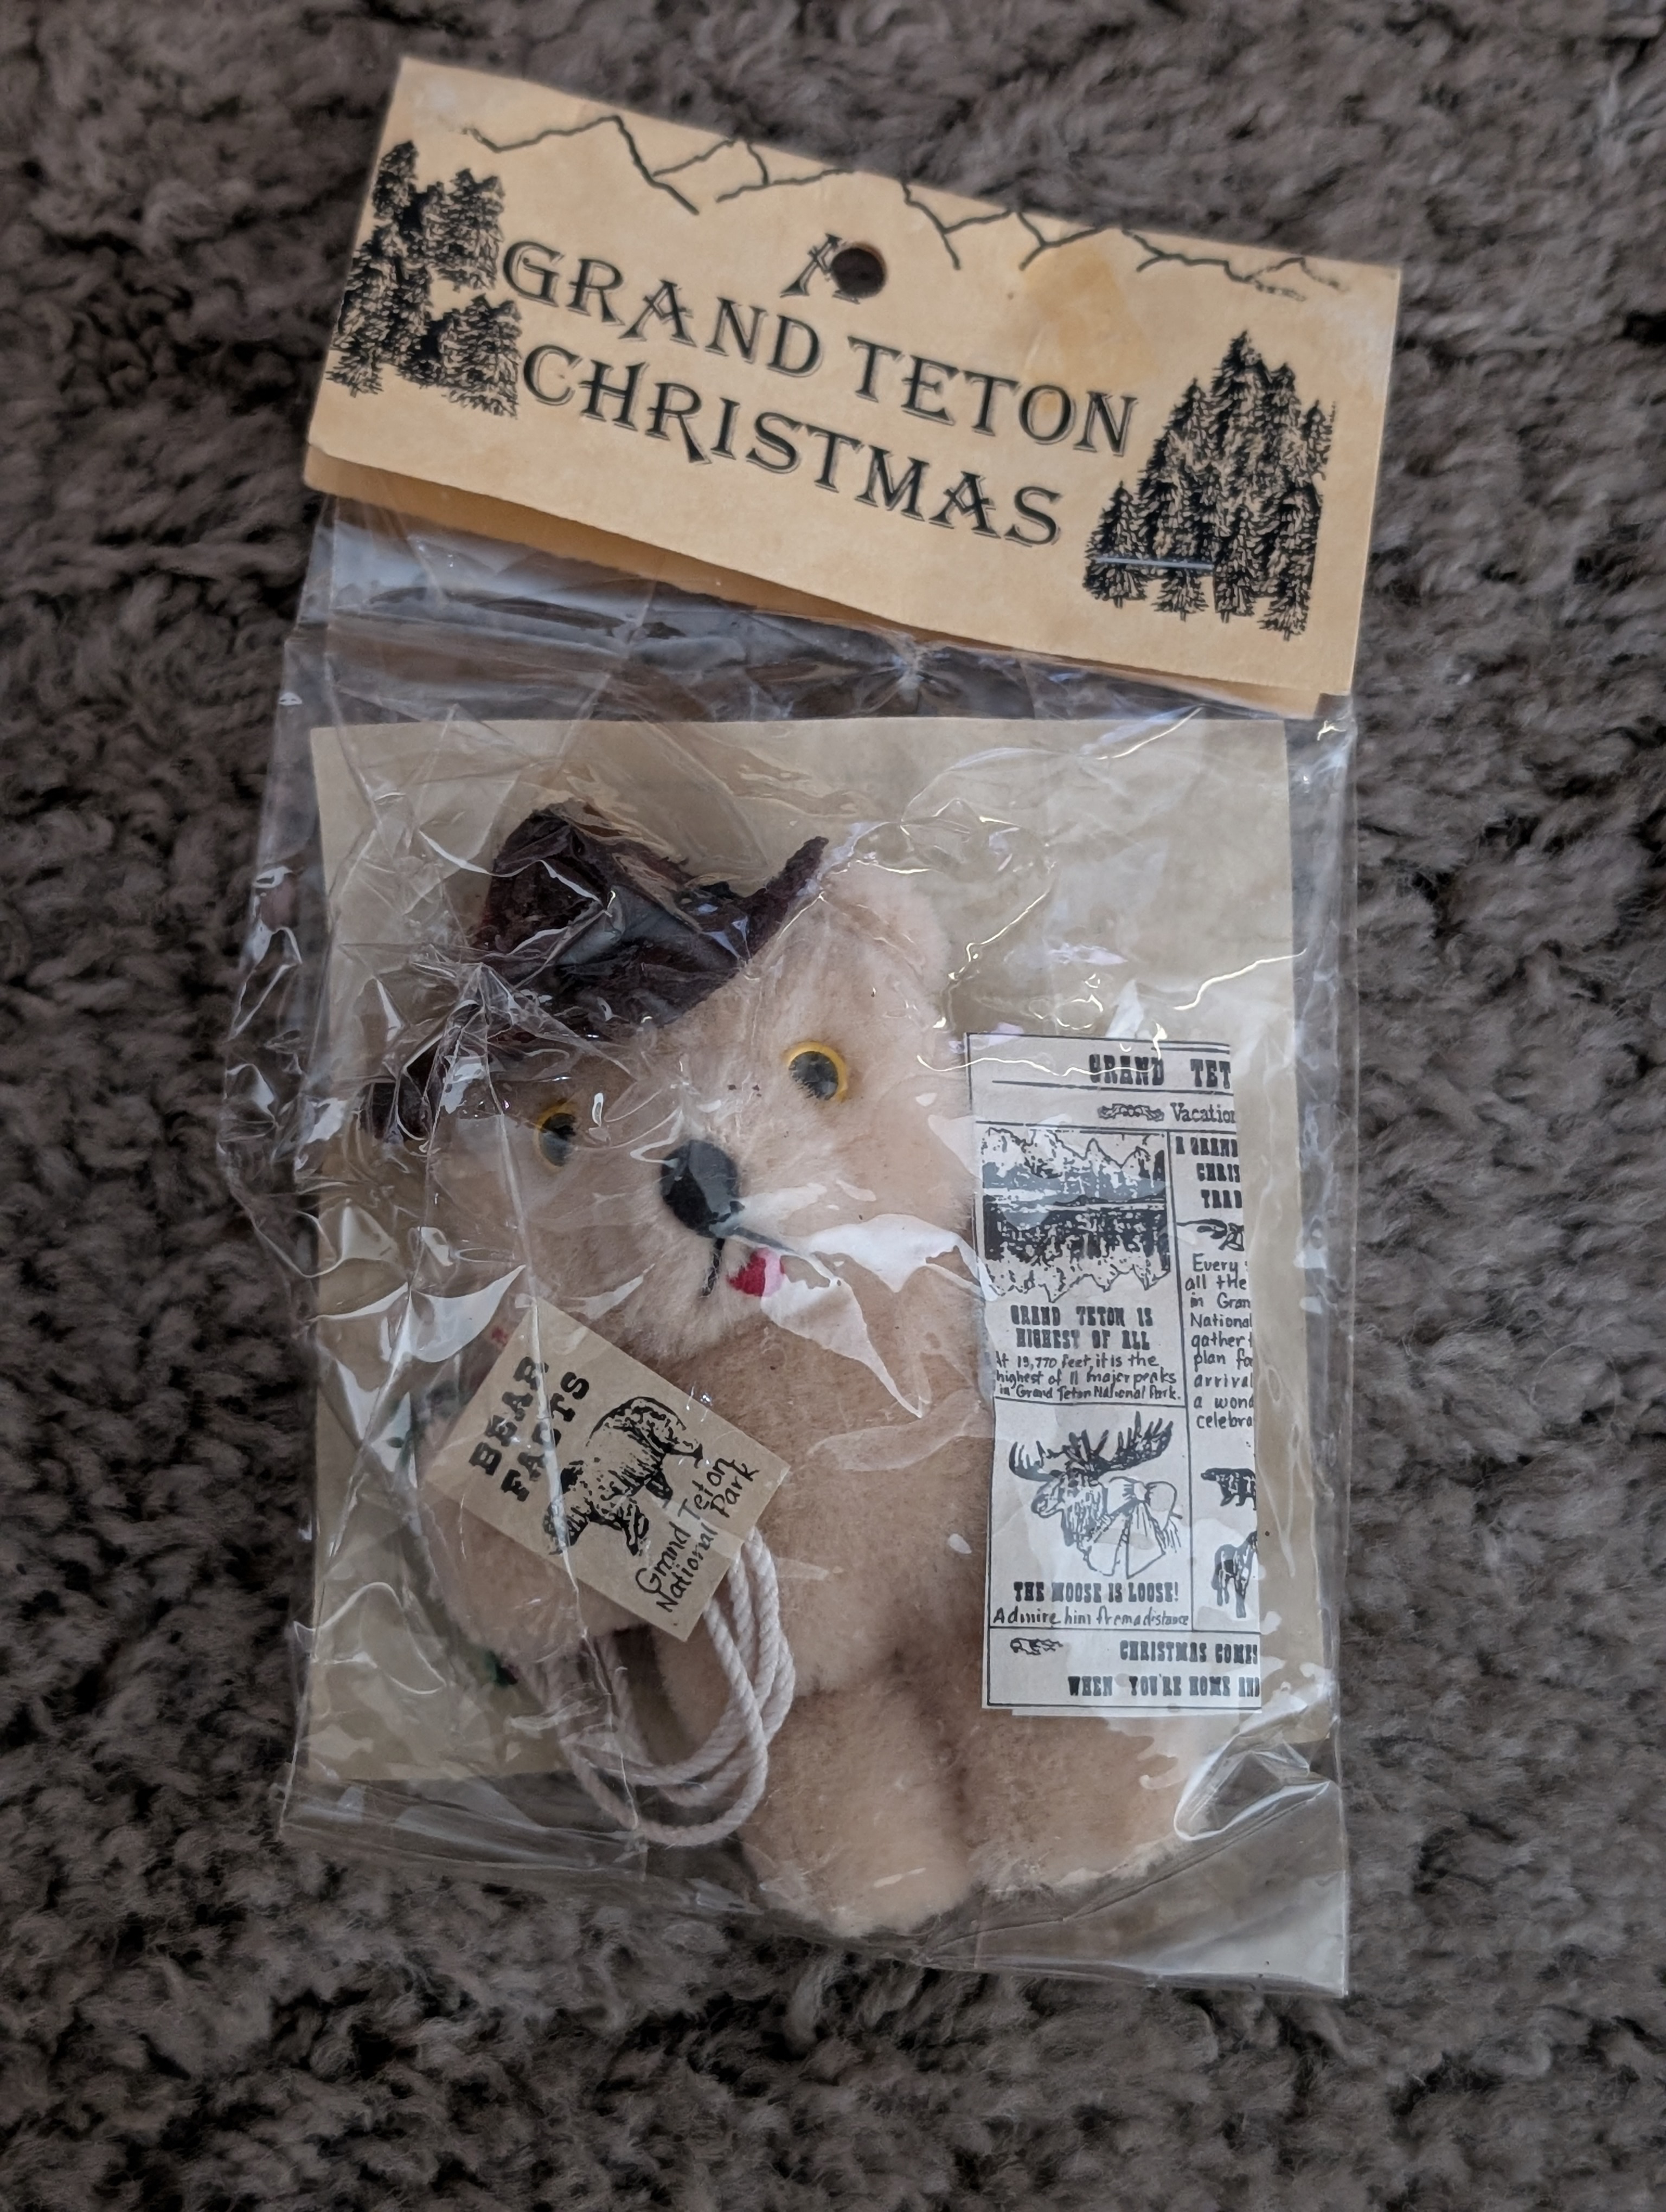 A
GRAND TETON
CHRISTMAS
BEAR
FACTS
Grand Teton
National Park
GRAND TET
Vacation
GRAND TETON IS
HIGHEST OF ALL
At 13,770 feet, it is the
highest of 11 major peaks
in Grand Teton National Park.
THE MOOSE IS LOOSE!
Admire him from a distance
A GRAND
CHRIS
TRAD
Every
all the
in Gran
National
gather
plan fo
arrival
a wond
celebra
CHRISTMAS COMES
WHEN YOU'RE HOME AND